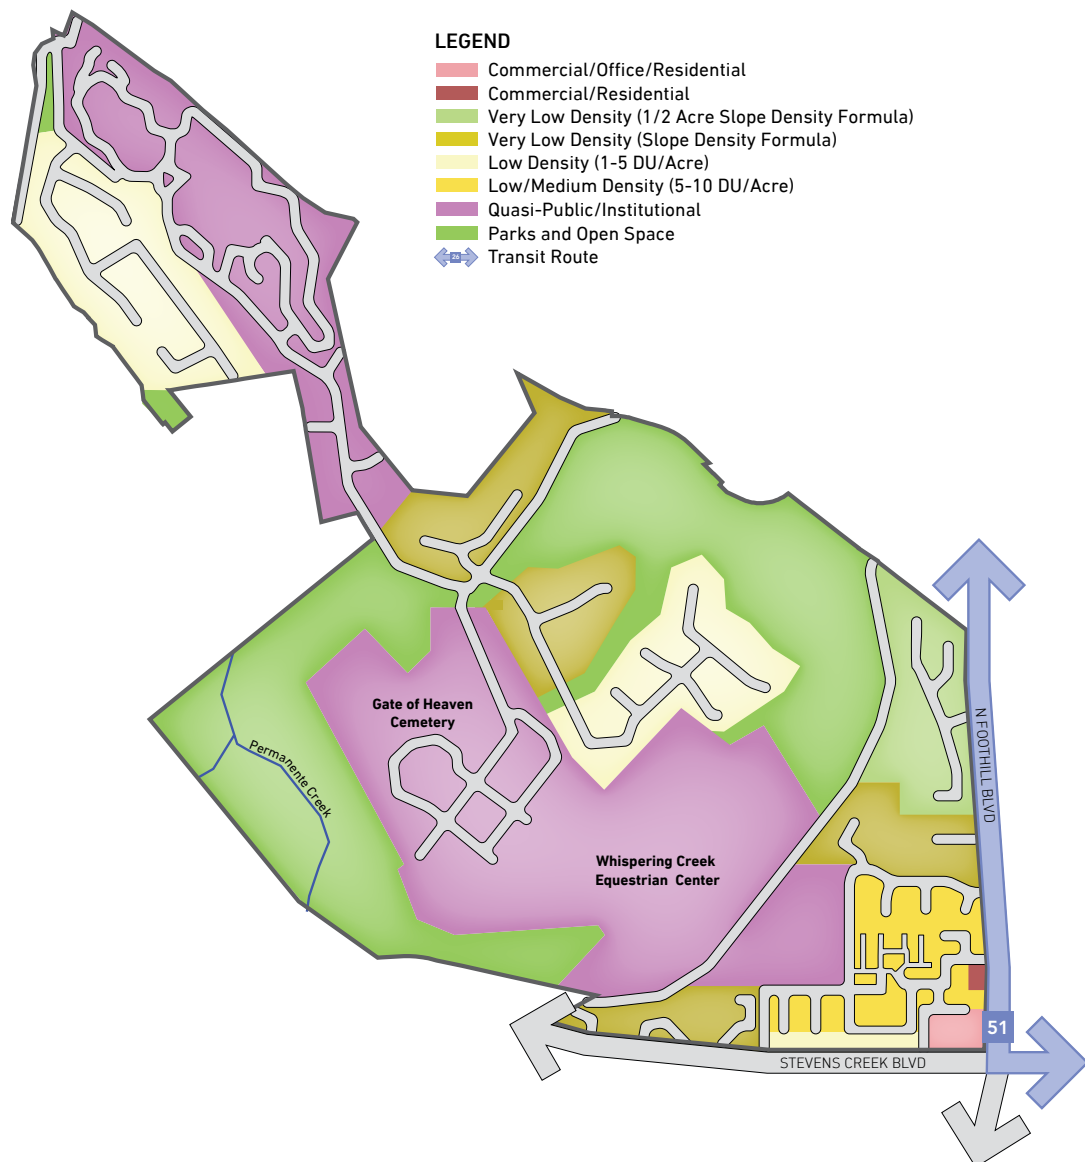 LEGEND
Commercial/Office/Residential
Commercial/Residential
Very Low Density (1/2 Acre Slope Density Formula)
Very Low Density (Slope Density Formula)
Low Density (1-5 DU/Acre)
Low/Medium Density (5-10 DU/Acre)
Quasi-Public/Institutional
Parks and Open Space
26
Transit Route
Gate of Heaven
Cemetery
Permanente Creek
N FOOTHILL BLVD
Whispering Creek
Equestrian Center
51
STEVENS CREEK BLVD